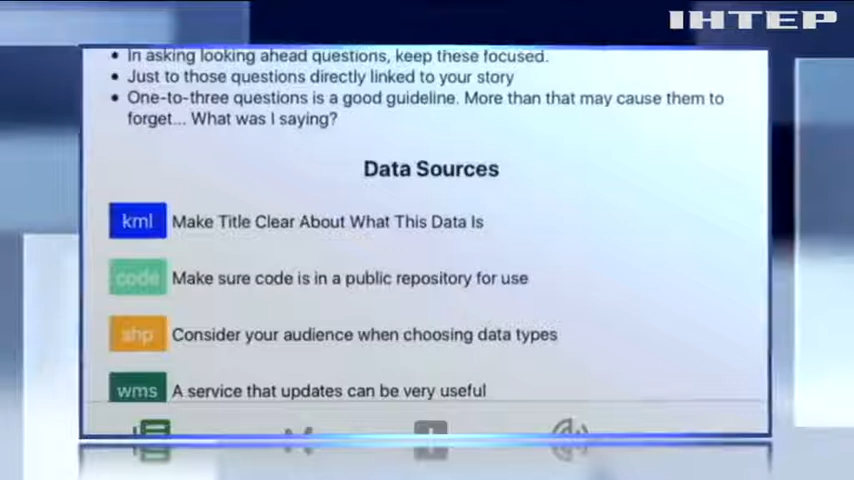 ІНТЕР
• In asking looking ahead questions, keep these focused.
• Just to those questions directly linked to your story
• One-to-three questions is a good guideline. More than that may cause them to
forget... What was I saying?
Data Sources
kml Make Title Clear About What This Data Is
code Make sure code is in a public repository for use
shp Consider your audience when choosing data types
wms A service that updates can be very useful